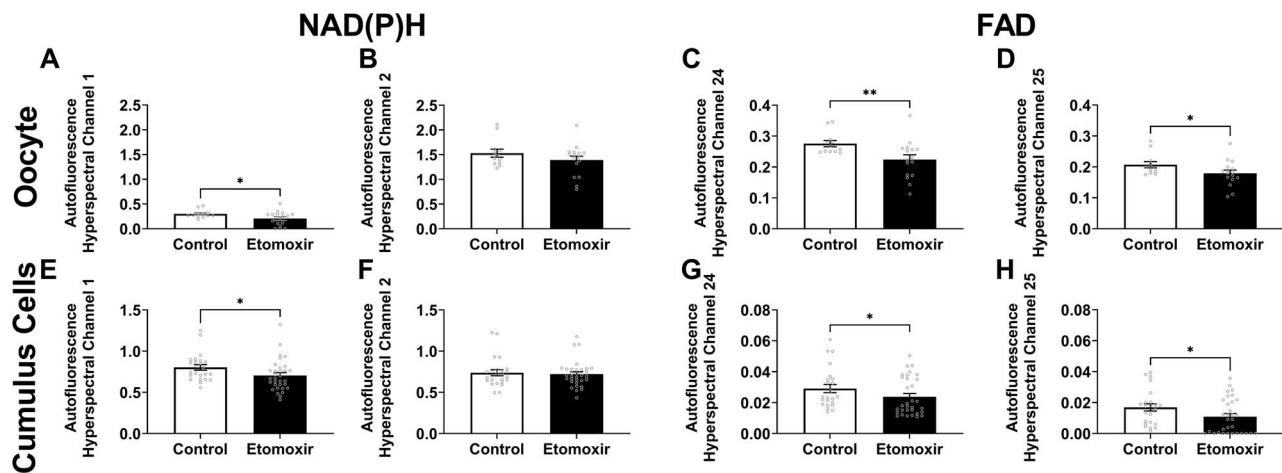 NAD(P)H
FAD
Oocyte
Cumulus Cells
A
Autofluorescence
Hyperspectral Channel 1
2.5
2.0
1.5
1.0
0.5
0.0
*
Control Etomoxir
B
Autofluorescence
Hyperspectral Channel 2
2.5
2.0
1.5
1.0
0.5
0.0
Control Etomoxir
C
Autofluorescence
Hyperspectral Channel 24
0.4
0.3
0.2
0.1
0.0
**
Control Etomoxir
D
Autofluorescence
Hyperspectral Channel 25
0.4
0.3
0.2
0.1
0.0
*
Control Etomoxir
E
Autofluorescence
Hyperspectral Channel 1
1.5
1.0
0.5
0.0
*
Control Etomoxir
F
Autofluorescence
Hyperspectral Channel 2
1.5
1.0
0.5
0.0
Control Etomoxir
G
Autofluorescence
Hyperspectral Channel 24
0.08
0.06
0.04
0.02
0.00
*
Control Etomoxir
H
Autofluorescence
Hyperspectral Channel 25
0.08
0.06
0.04
0.02
0.00
*
Control Etomoxir